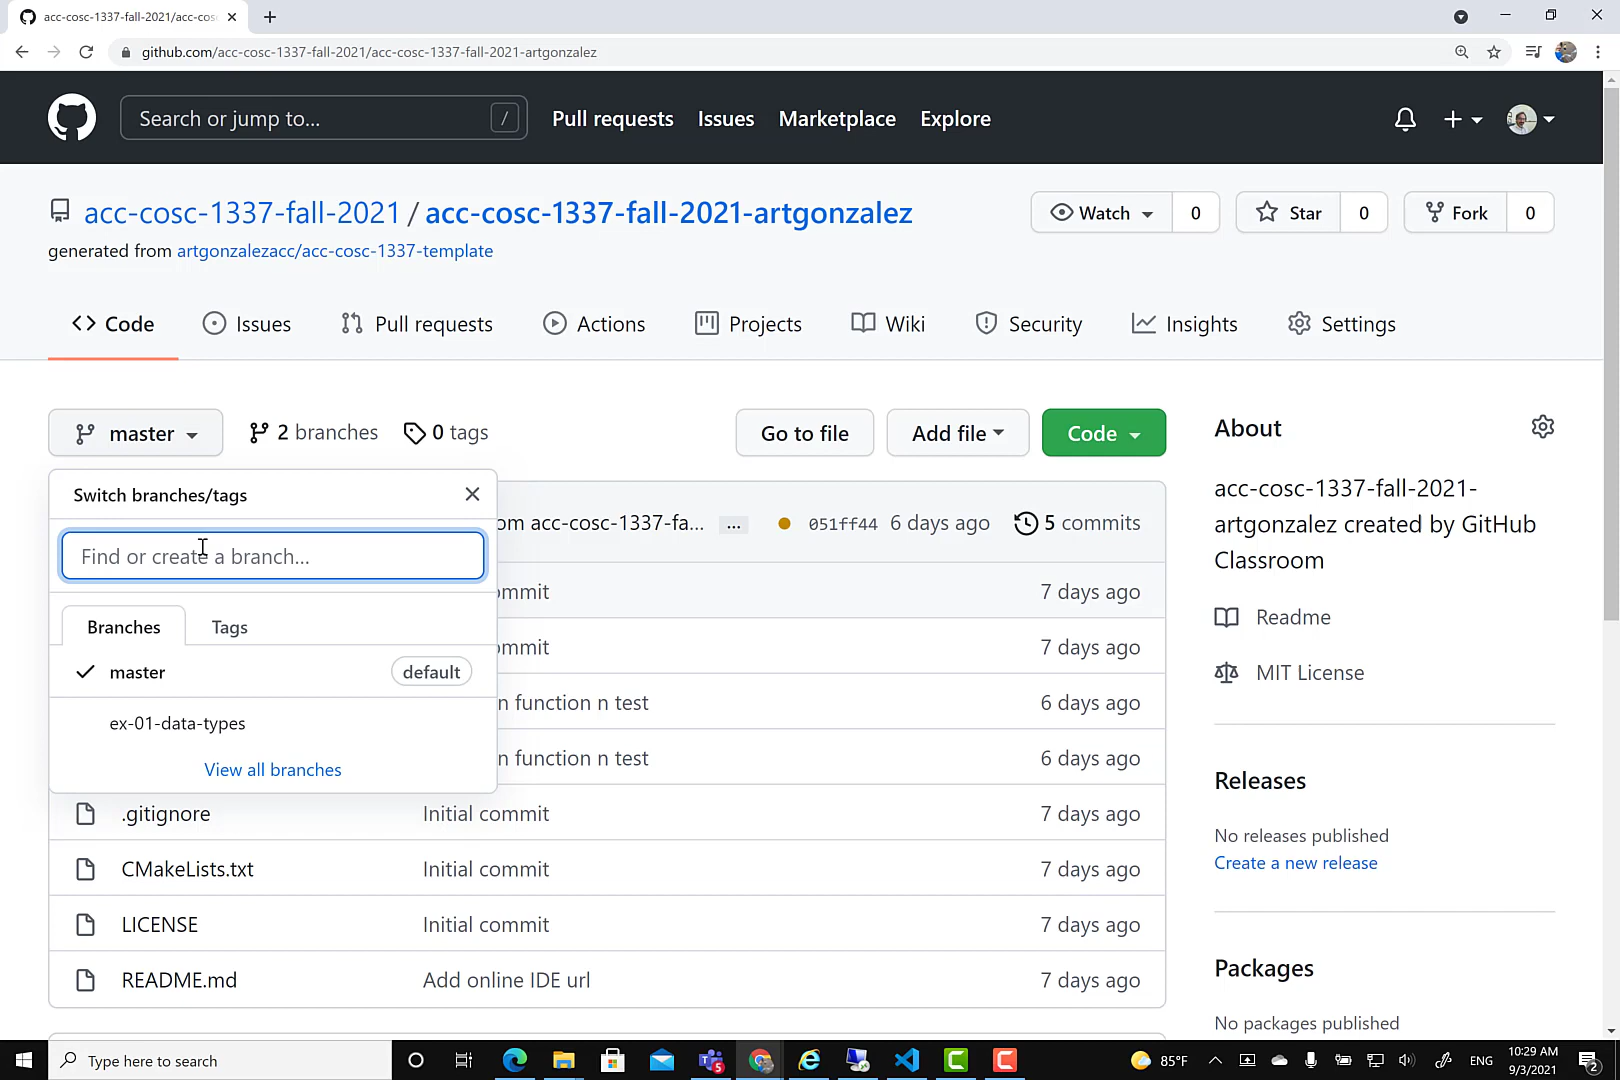 acc-cosc-1337-fall-2021/acc-cos
github.com/acc-cosc-1337-fall-2021/acc-cosc-1337-fall-2021-artgonzalez
Search or jump to... /
Pull requests Issues Marketplace Explore
acc-cosc-1337-fall-2021 / acc-cosc-1337-fall-2021-artgonzalez
Watch 0 Star 0 Fork 0
generated from artgonzalezacc/acc-cosc-1337-template
Code Issues Pull requests Actions Projects Wiki Security Insights Settings
master 2 branches 0 tags Go to file Add file Code
Switch branches/tags
Find or create a branch...
Branches Tags
master default
ex-01-data-types
View all branches
om acc-cosc-1337-fa... ... 051ff44 6 days ago 5 commits
ommit 7 days ago
ommit 7 days ago
n function n test 6 days ago
n function n test 6 days ago
.gitignore Initial commit 7 days ago
CMakeLists.txt Initial commit 7 days ago
LICENSE Initial commit 7 days ago
README.md Add online IDE url 7 days ago
About
acc-cosc-1337-fall-2021-
artgonzalez created by GitHub
Classroom
Readme
MIT License
Releases
No releases published
Create a new release
Packages
No packages published
Type here to search
5
85°F
ENG
10:29 AM
9/3/2021
2